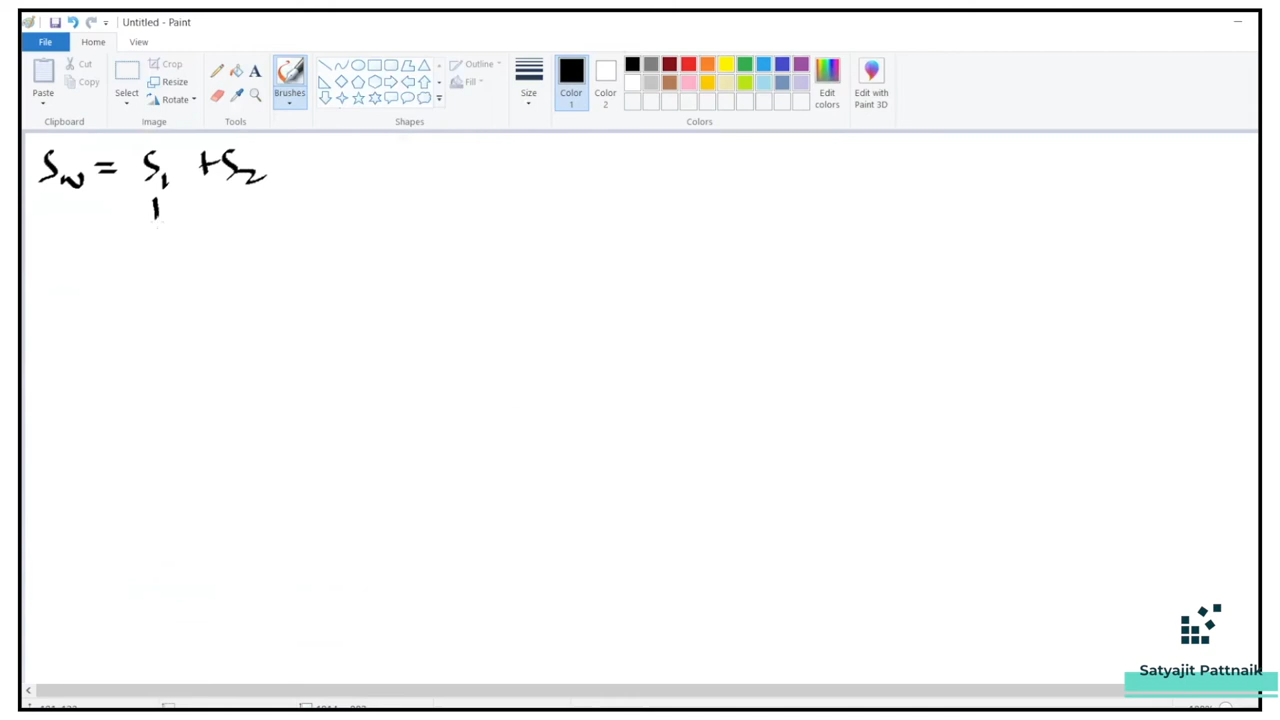 Untitled - Paint
File Home View
Cut
Copy
Paste
Clipboard
Crop
Resize
Rotate
Select
Image
A
Tools
Brushes
Outline
Fill
Shapes
Size
Color 1
Color 2
Edit colors
Edit with Paint 3D
Colors
Sw = S1 + S2
Satyajit Pattnaik